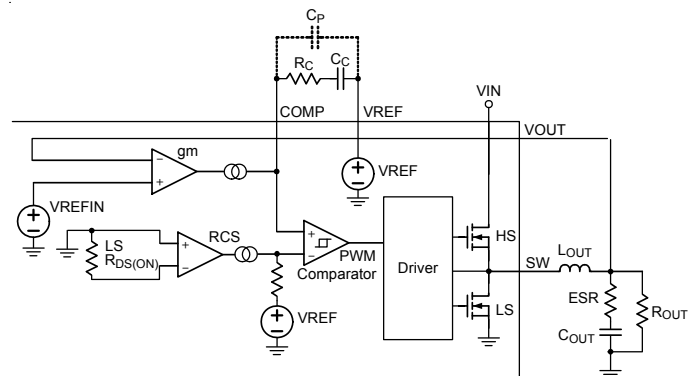 CP
RC
CC
VIN
COMP
VREF
VOUT
gm
−
+
VREF
VREFIN
LS
RDS(ON)
RCS
+
−
+
−
PWM
Comparator
Driver
HS
SW
LOUT
LS
ESR
ROUT
COUT
VREF